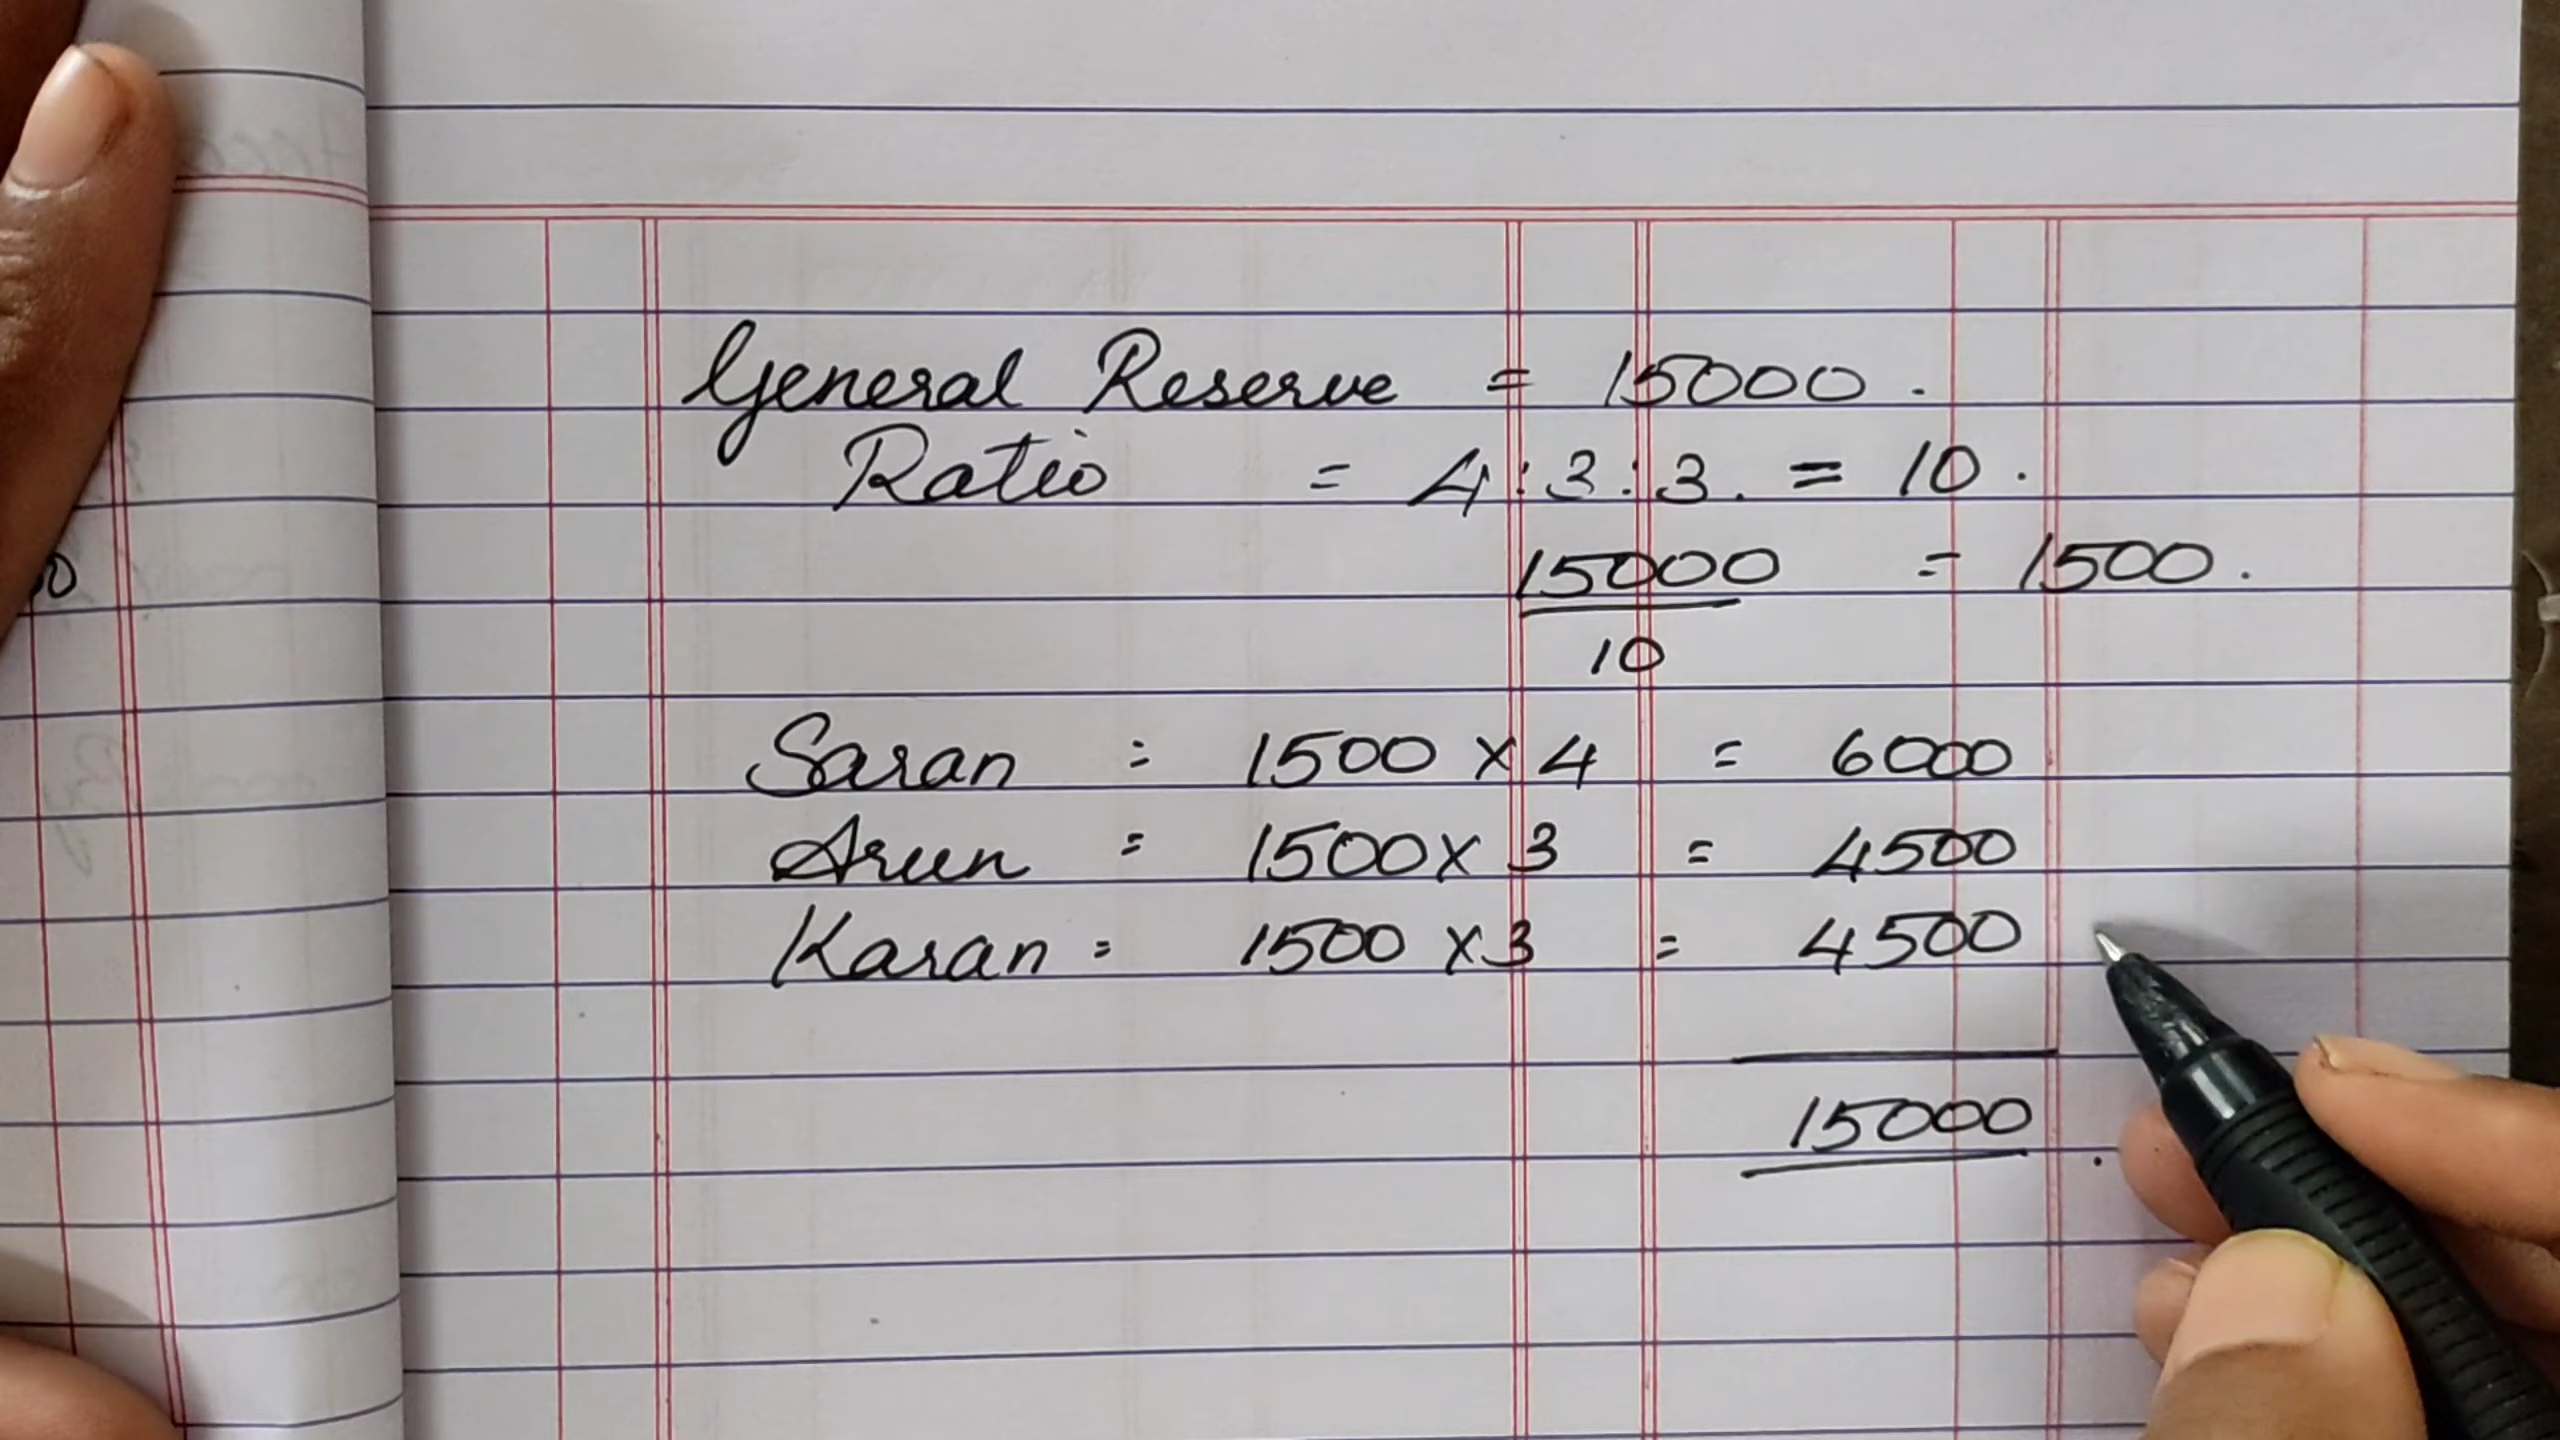 General Reserve = 15000.
Ratio = 4:3:3. = 10.
15000 = 1500.
10
Saran = 1500 x 4 = 6000
Arun = 1500 x 3 = 4500
Karan = 1500 x 3 = 4500
15000